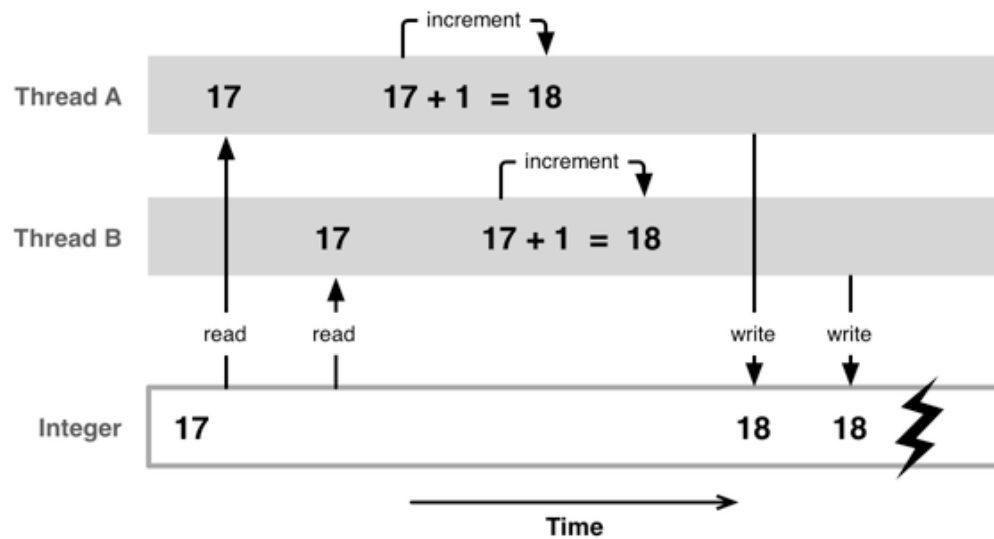 increment
Thread A 17 17 + 1 = 18
increment
Thread B 17 17 + 1 = 18
read read write write
Integer 17 18 18
Time